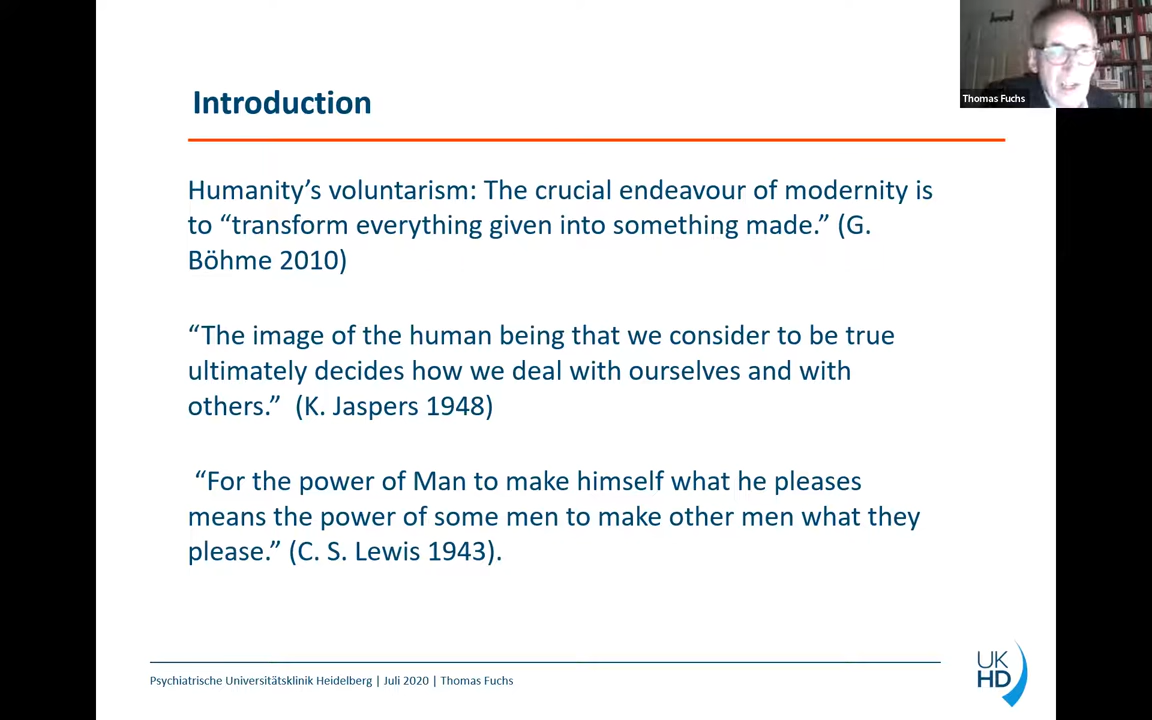 Thomas Fuchs
Introduction
Humanity’s voluntarism: The crucial endeavour of modernity is
to “transform everything given into something made.” (G.
Böhme 2010)
“The image of the human being that we consider to be true
ultimately decides how we deal with ourselves and with
others.” (K. Jaspers 1948)
“For the power of Man to make himself what he pleases
means the power of some men to make other men what they
please.” (C. S. Lewis 1943).
Psychiatrische Universitätsklinik Heidelberg | Juli 2020 | Thomas Fuchs
UK
HD